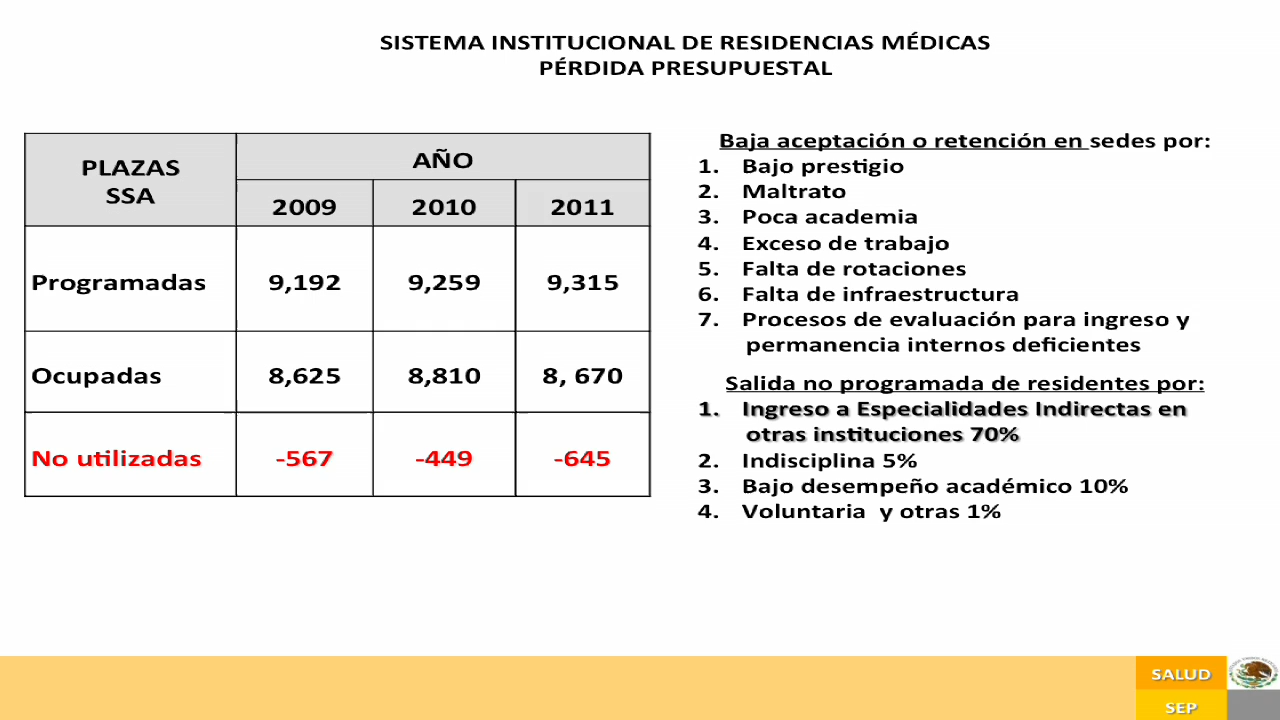 SISTEMA INSTITUCIONAL DE RESIDENCIAS MÉDICAS
PÉRDIDA PRESUPUESTAL
PLAZAS
SSA
AÑO
2009 2010 2011
Programadas 9,192 9,259 9,315
Ocupadas 8,625 8,810 8, 670
No utilizadas -567 -449 -645
Baja aceptación o retención en sedes por:
1. Bajo prestigio
2. Maltrato
3. Poca academia
4. Exceso de trabajo
5. Falta de rotaciones
6. Falta de infraestructura
7. Procesos de evaluación para ingreso y
permanencia internos deficientes
Salida no programada de residentes por:
1. Ingreso a Especialidades Indirectas en
otras instituciones 70%
2. Indisciplina 5%
3. Bajo desempeño académico 10%
4. Voluntaria y otras 1%
SALUD
SEP